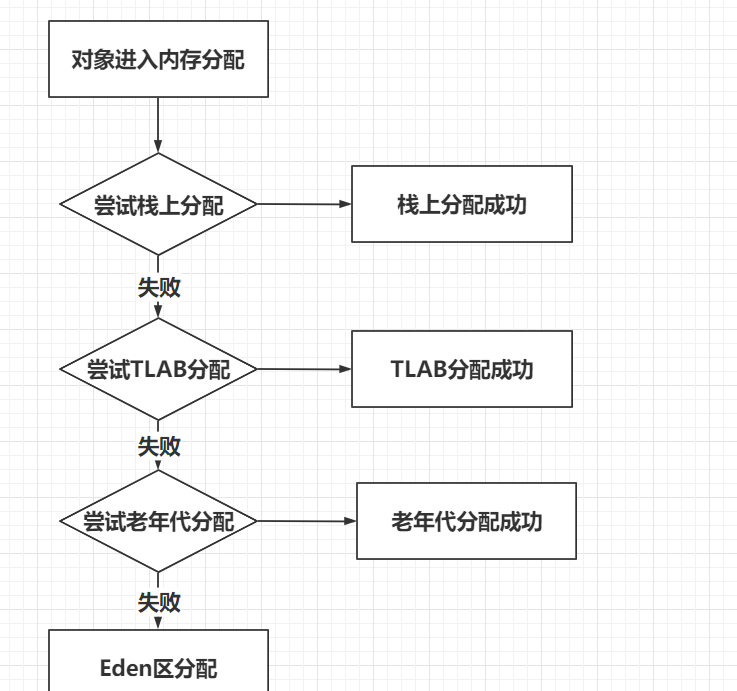 对象进入内存分配
尝试栈上分配
栈上分配成功
失败
尝试TLAB分配
TLAB分配成功
失败
尝试老年代分配
老年代分配成功
失败
Eden区分配